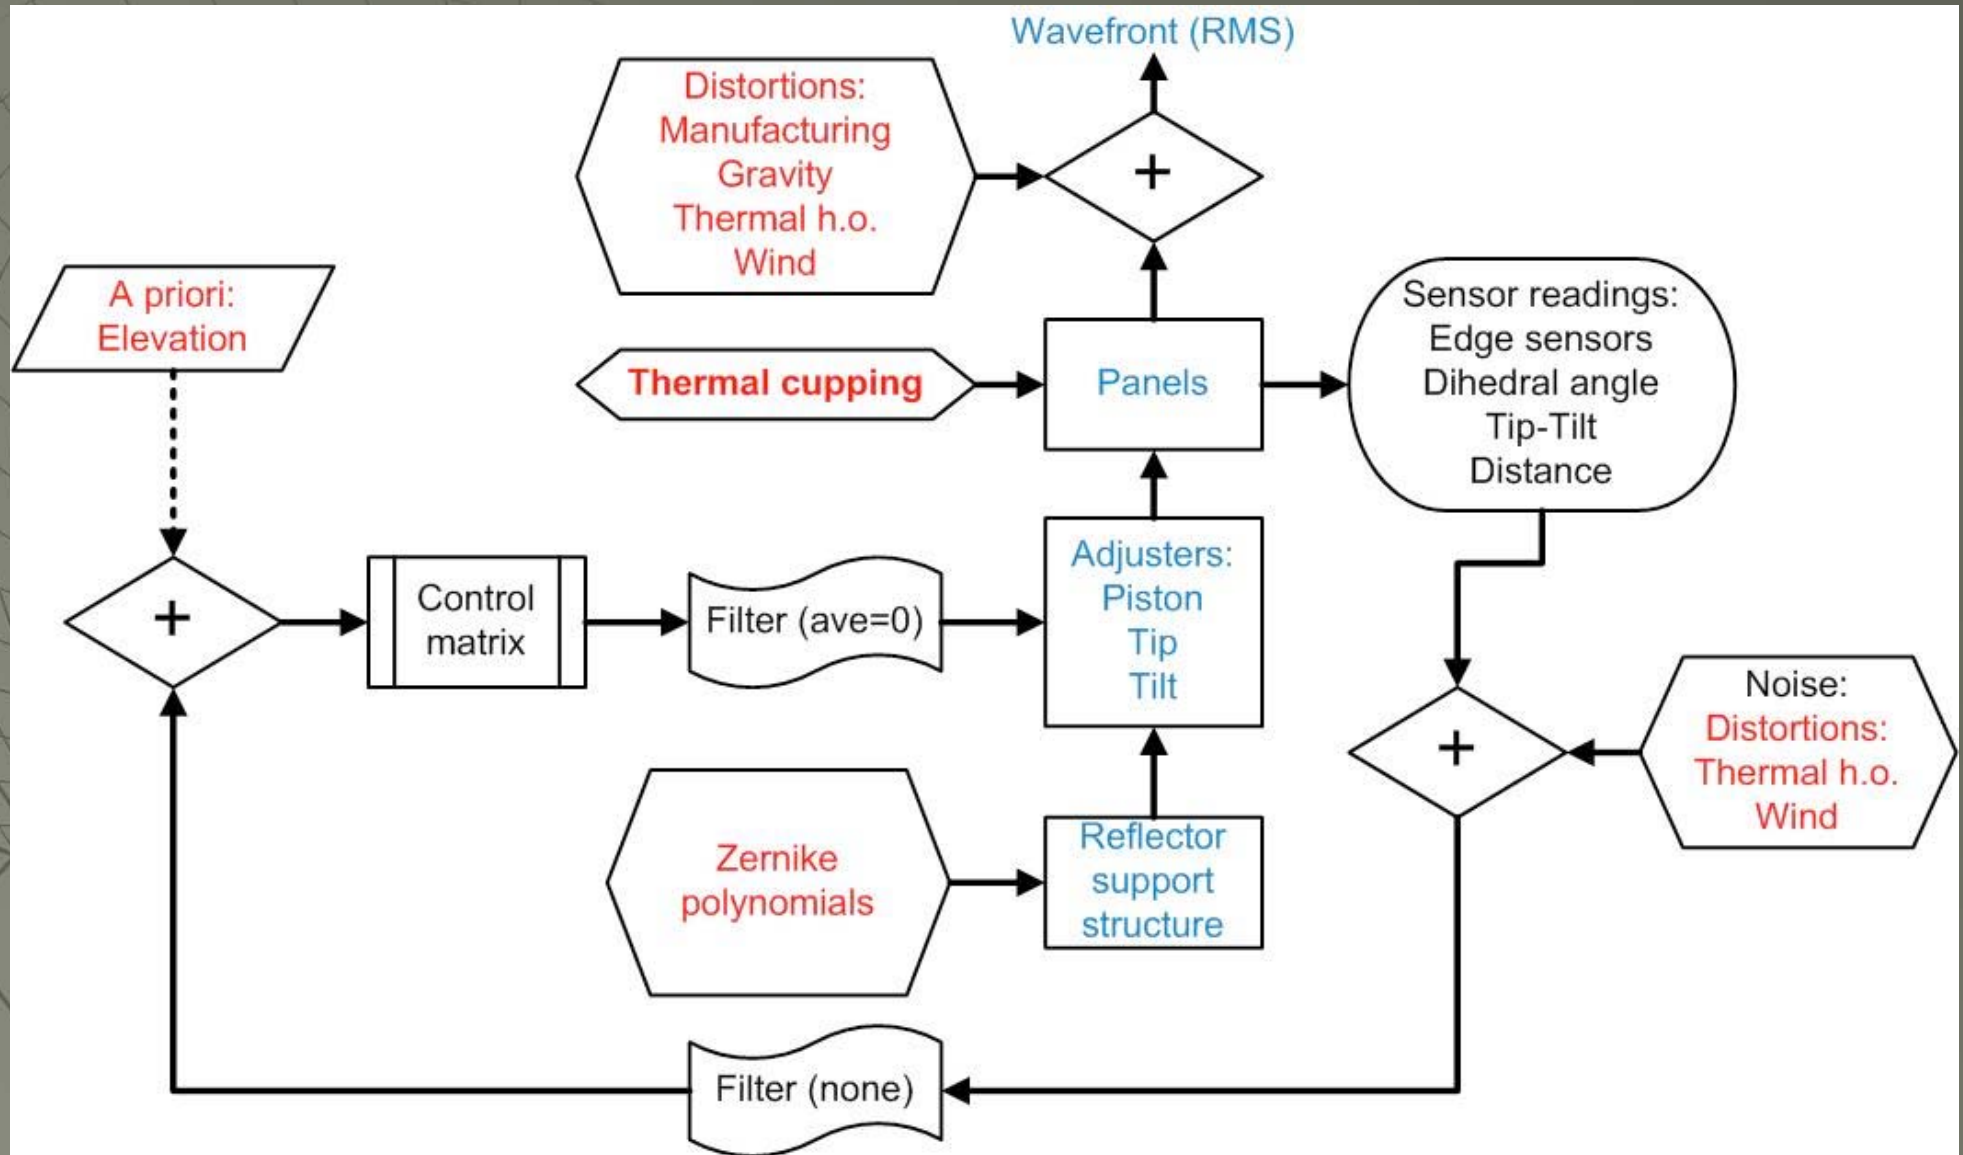 Wavefront (RMS)
Distortions:
Manufacturing
Gravity
Thermal h.o.
Wind
+
A priori:
Elevation
Thermal cupping
Panels
Sensor readings:
Edge sensors
Dihedral angle
Tip-Tilt
Distance
+
Control
matrix
Filter (ave=0)
Adjusters:
Piston
Tip
Tilt
+
Noise:
Distortions:
Thermal h.o.
Wind
Zernike
polynomials
Reflector
support
structure
Filter (none)